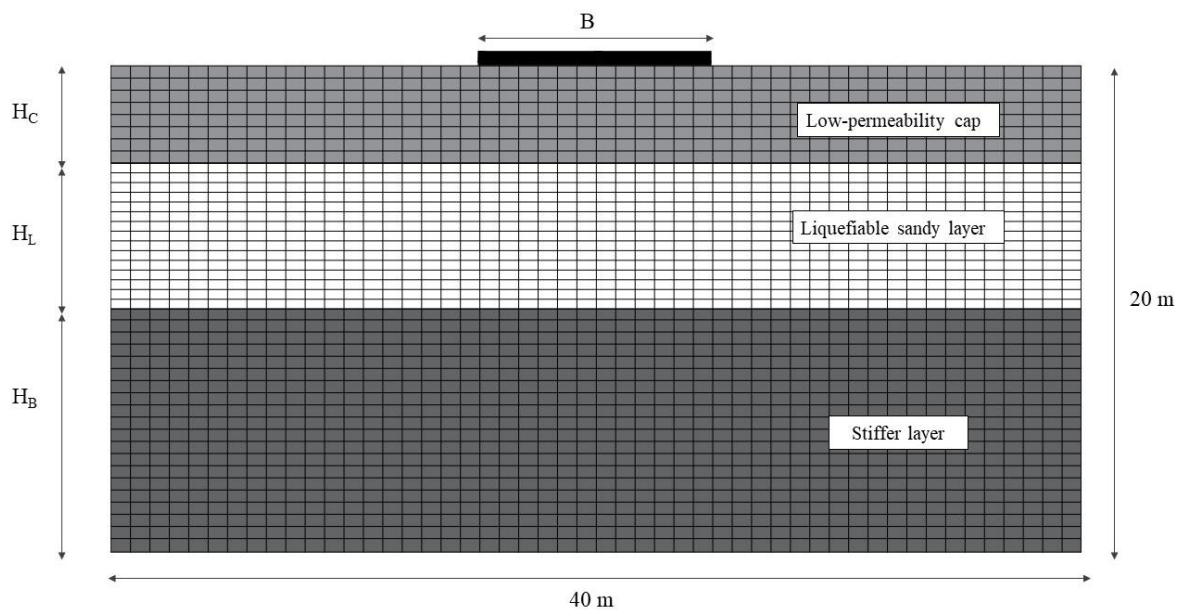 B
H_C
Low-permeability cap
H_L
Liquefiable sandy layer
20 m
H_B
Stiffer layer
40 m